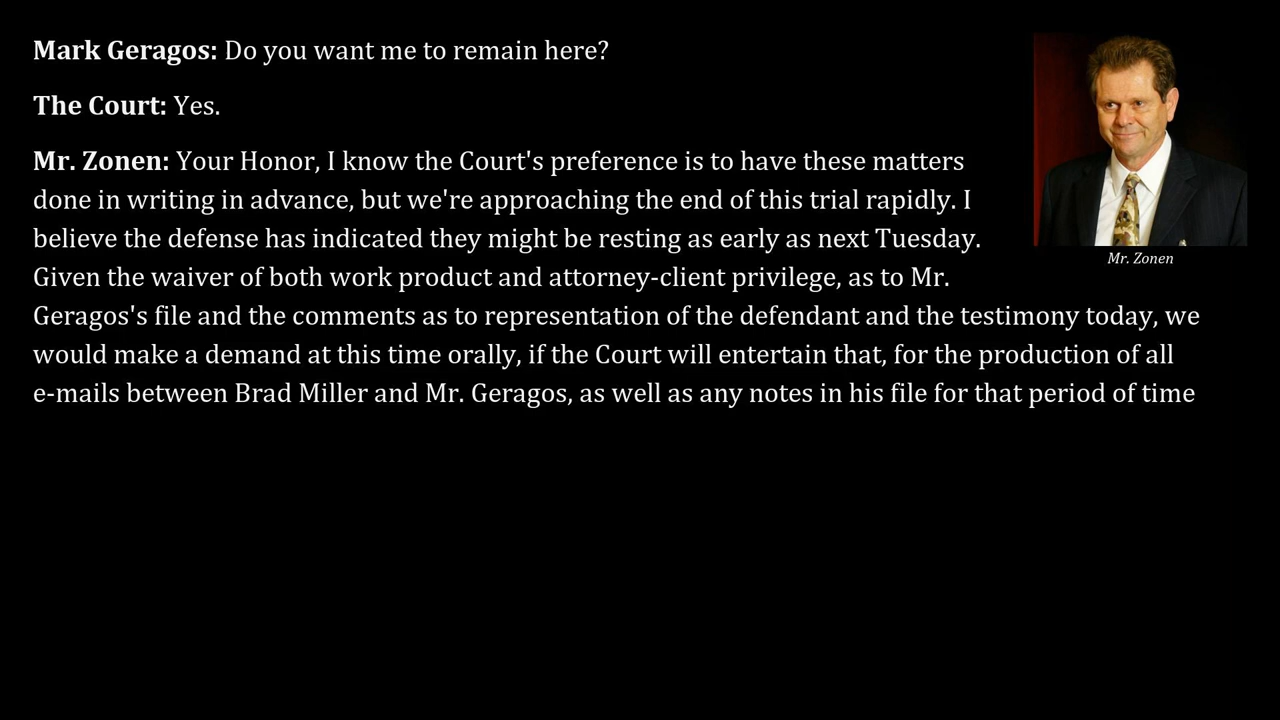 Mark Geragos: Do you want me to remain here?
The Court: Yes.
Mr. Zonen: Your Honor, I know the Court's preference is to have these matters
done in writing in advance, but we're approaching the end of this trial rapidly. I
believe the defense has indicated they might be resting as early as next Tuesday.
Given the waiver of both work product and attorney-client privilege, as to Mr.
Geragos's file and the comments as to representation of the defendant and the testimony today, we
would make a demand at this time orally, if the Court will entertain that, for the production of all
e-mails between Brad Miller and Mr. Geragos, as well as any notes in his file for that period of time
Mr. Zonen